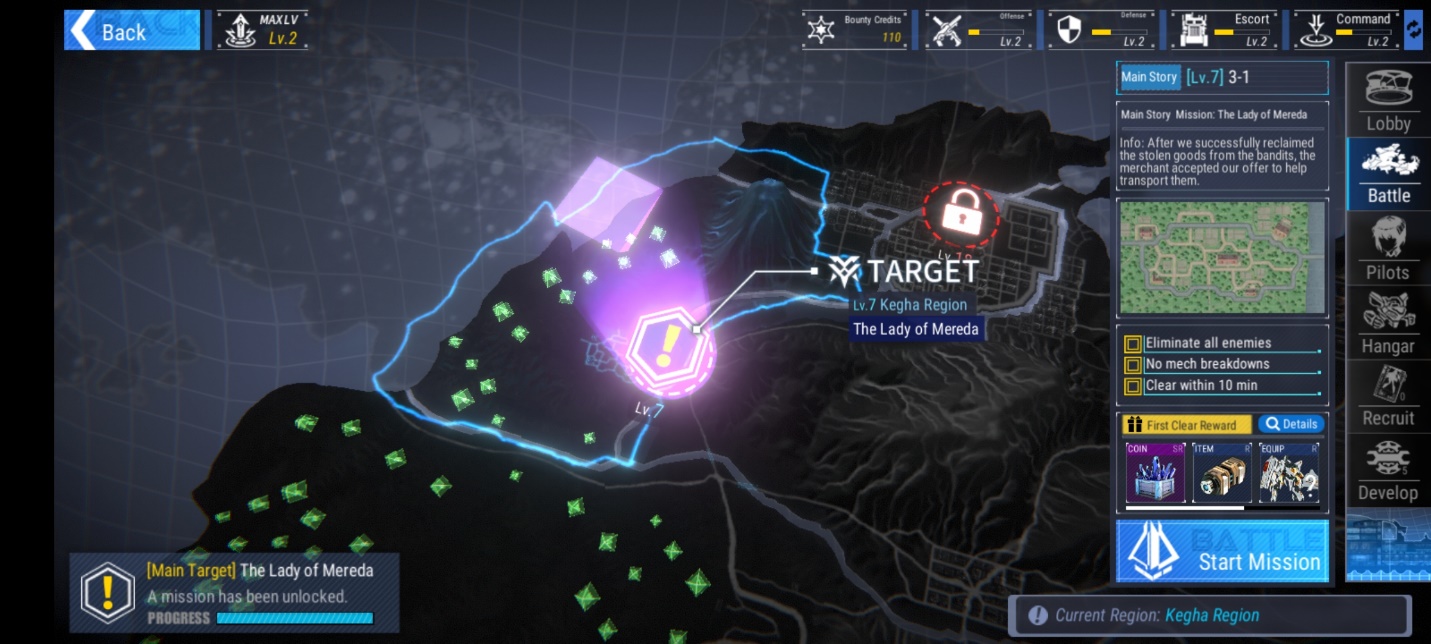 Back
MAXLV
Lv.2
Bounty Credits
110
Offense
Lv.2
Defense
Lv.2
Escort
Lv.2
Command
Lv.2
Main Story [Lv.7] 3-1
Main Story Mission: The Lady of Mereda
Info: After we successfully reclaimed
the stolen goods from the bandits, the
merchant accepted our offer to help
transport them.
Lobby
Battle
Pilots
Hangar
Recruit
Develop
TARGET
Lv.7 Kegha Region
The Lady of Mereda
Lv.7
Eliminate all enemies
No mech breakdowns
Clear within 10 min
First Clear Reward
Details
COIN SR
ITEM R
EQUIP R
BATTLE
Start Mission
[Main Target] The Lady of Mereda
A mission has been unlocked.
PROGRESS
Current Region: Kegha Region